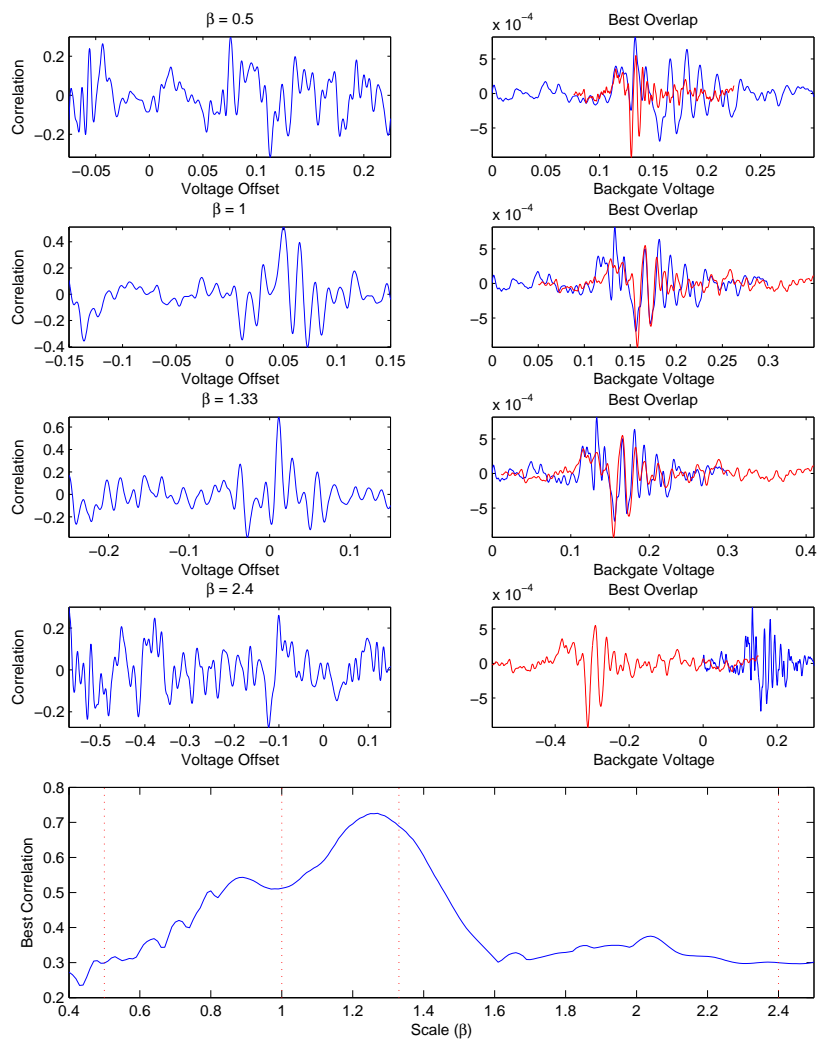 β = 0.5
Correlation
0.2
0
−0.2
−0.05 0 0.05 0.1 0.15 0.2
Voltage Offset
Best Overlap
x 10⁻⁴
5
0
−5
0 0.05 0.1 0.15 0.2 0.25
Backgate Voltage
β = 1
Correlation
0.4
0.2
0
−0.2
−0.4
−0.15 −0.1 −0.05 0 0.05 0.1 0.15
Voltage Offset
Best Overlap
x 10⁻⁴
5
0
−5
0 0.05 0.1 0.15 0.2 0.25 0.3
Backgate Voltage
β = 1.33
Correlation
0.6
0.4
0.2
0
−0.2
−0.2 −0.1 0 0.1
Voltage Offset
Best Overlap
x 10⁻⁴
5
0
−5
0 0.1 0.2 0.3 0.4
Backgate Voltage
β = 2.4
Correlation
0.2
0
−0.2
−0.5 −0.4 −0.3 −0.2 −0.1 0 0.1
Voltage Offset
Best Overlap
x 10⁻⁴
5
0
−5
−0.4 −0.2 0 0.2
Backgate Voltage
Best Correlation
0.8
0.7
0.6
0.5
0.4
0.3
0.2
0.4 0.6 0.8 1 1.2 1.4 1.6 1.8 2 2.2 2.4
Scale (β)